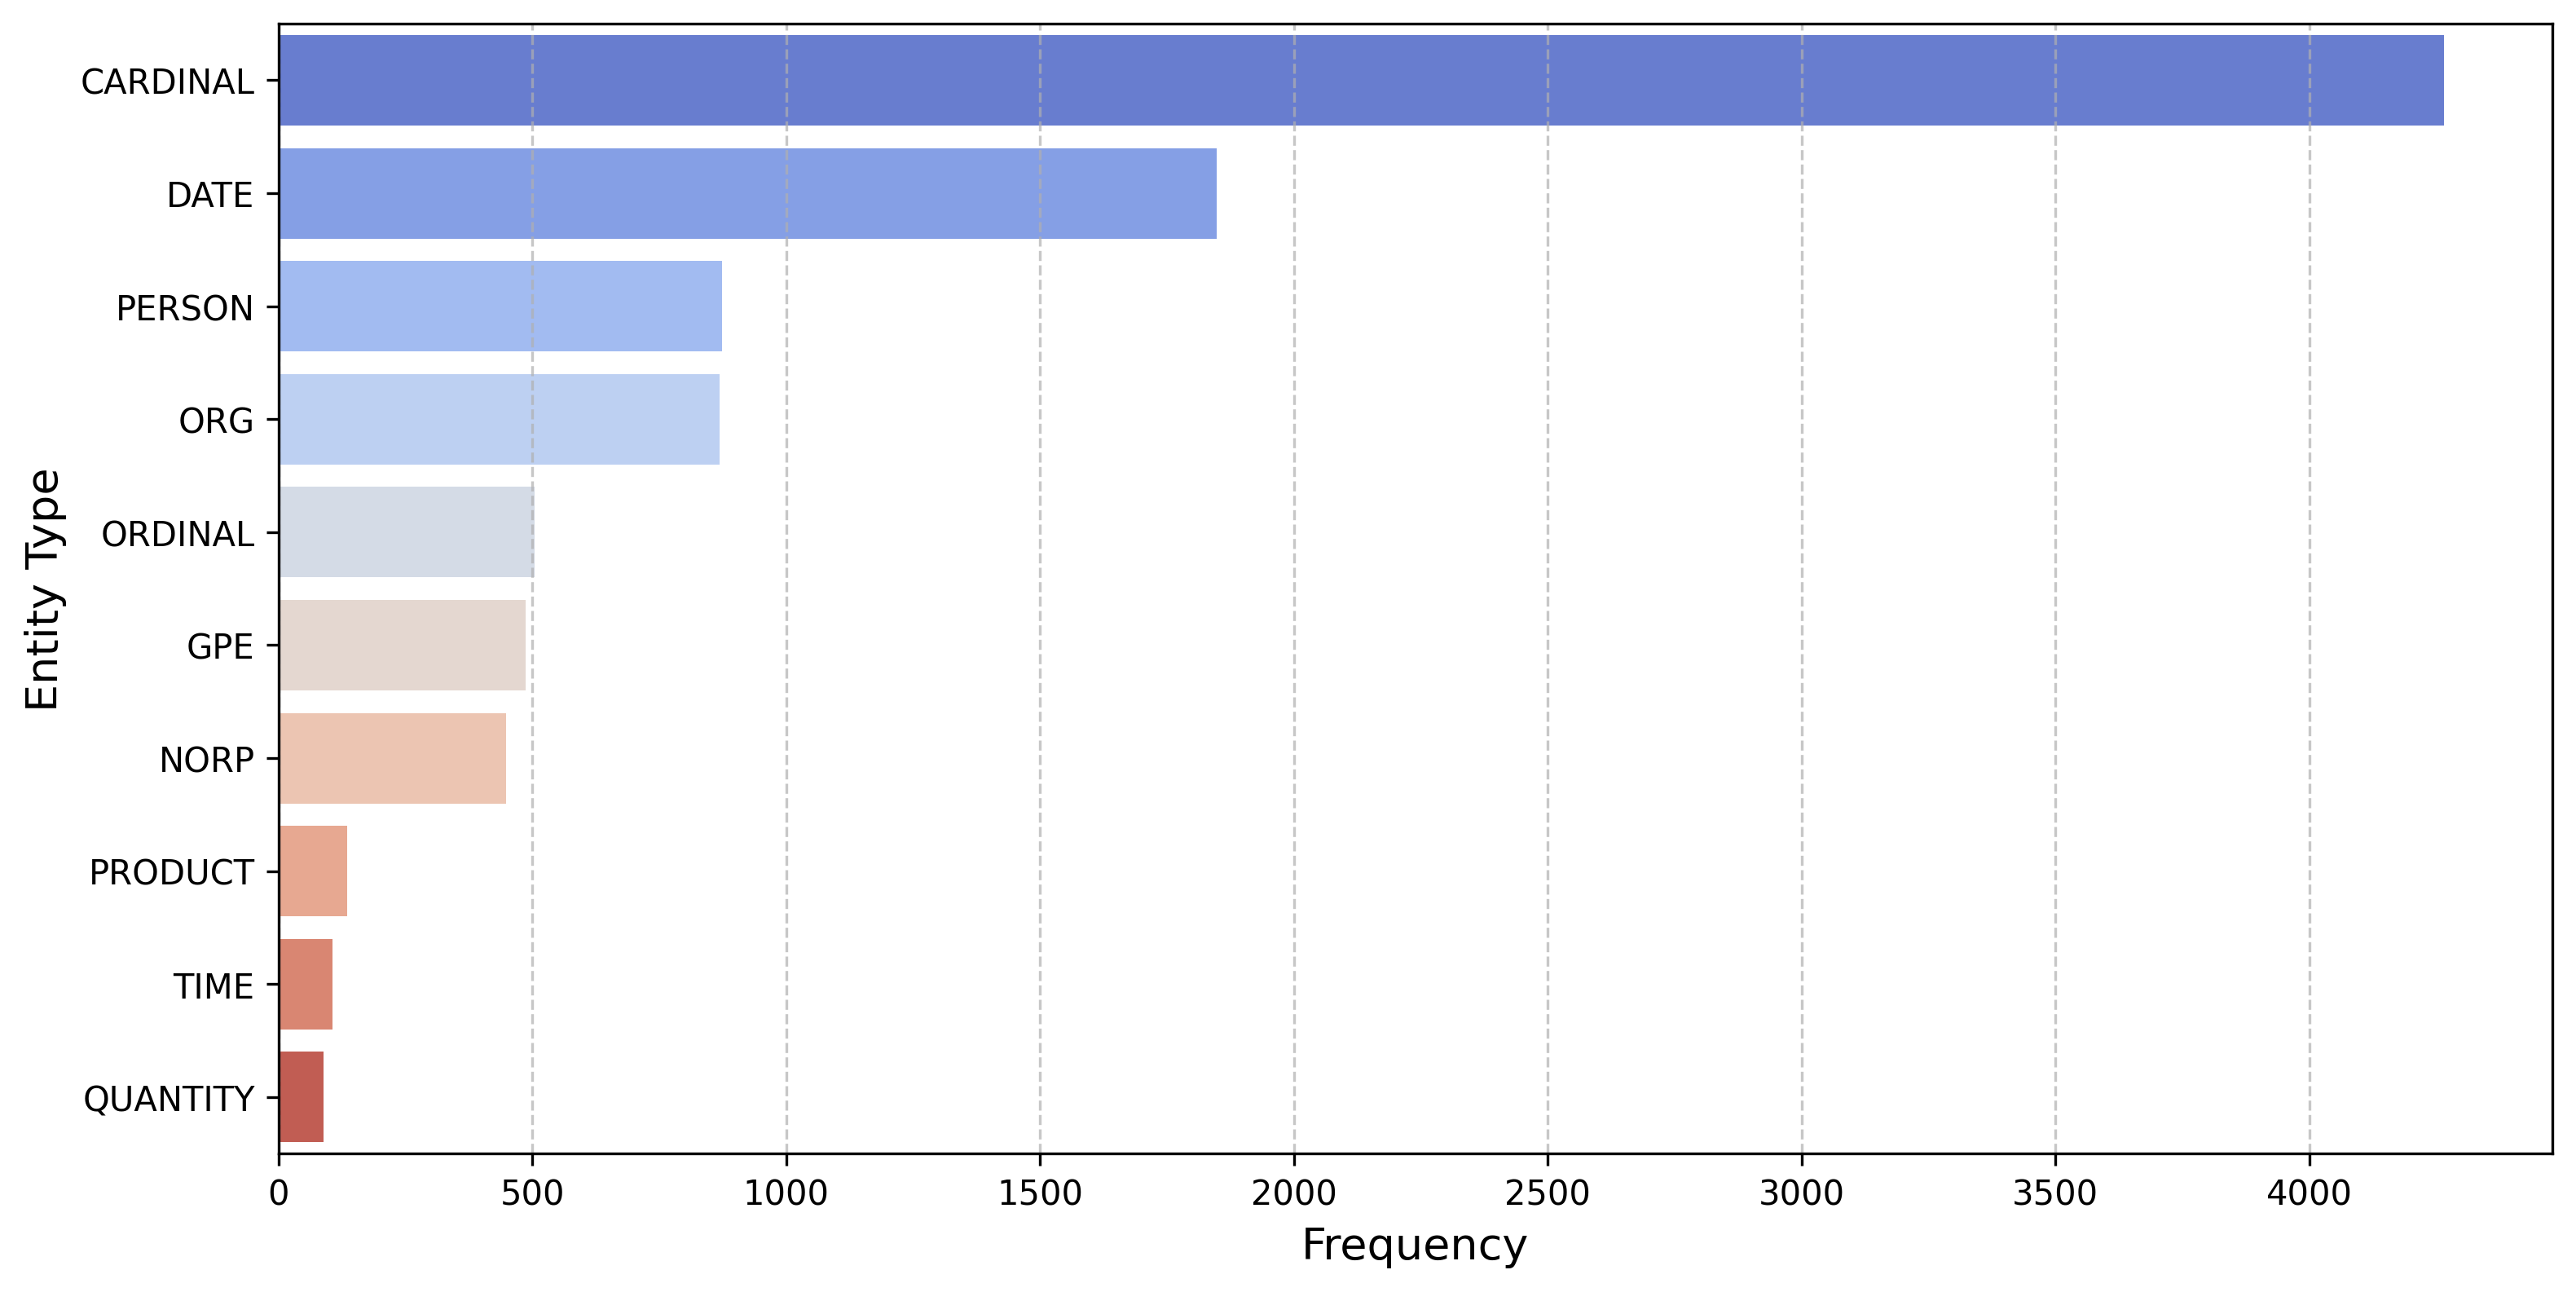 CARDINAL
DATE
PERSON
ORG
ORDINAL
GPE
NORP
PRODUCT
TIME
QUANTITY
Entity Type
0 500 1000 1500 2000 2500 3000 3500 4000
Frequency